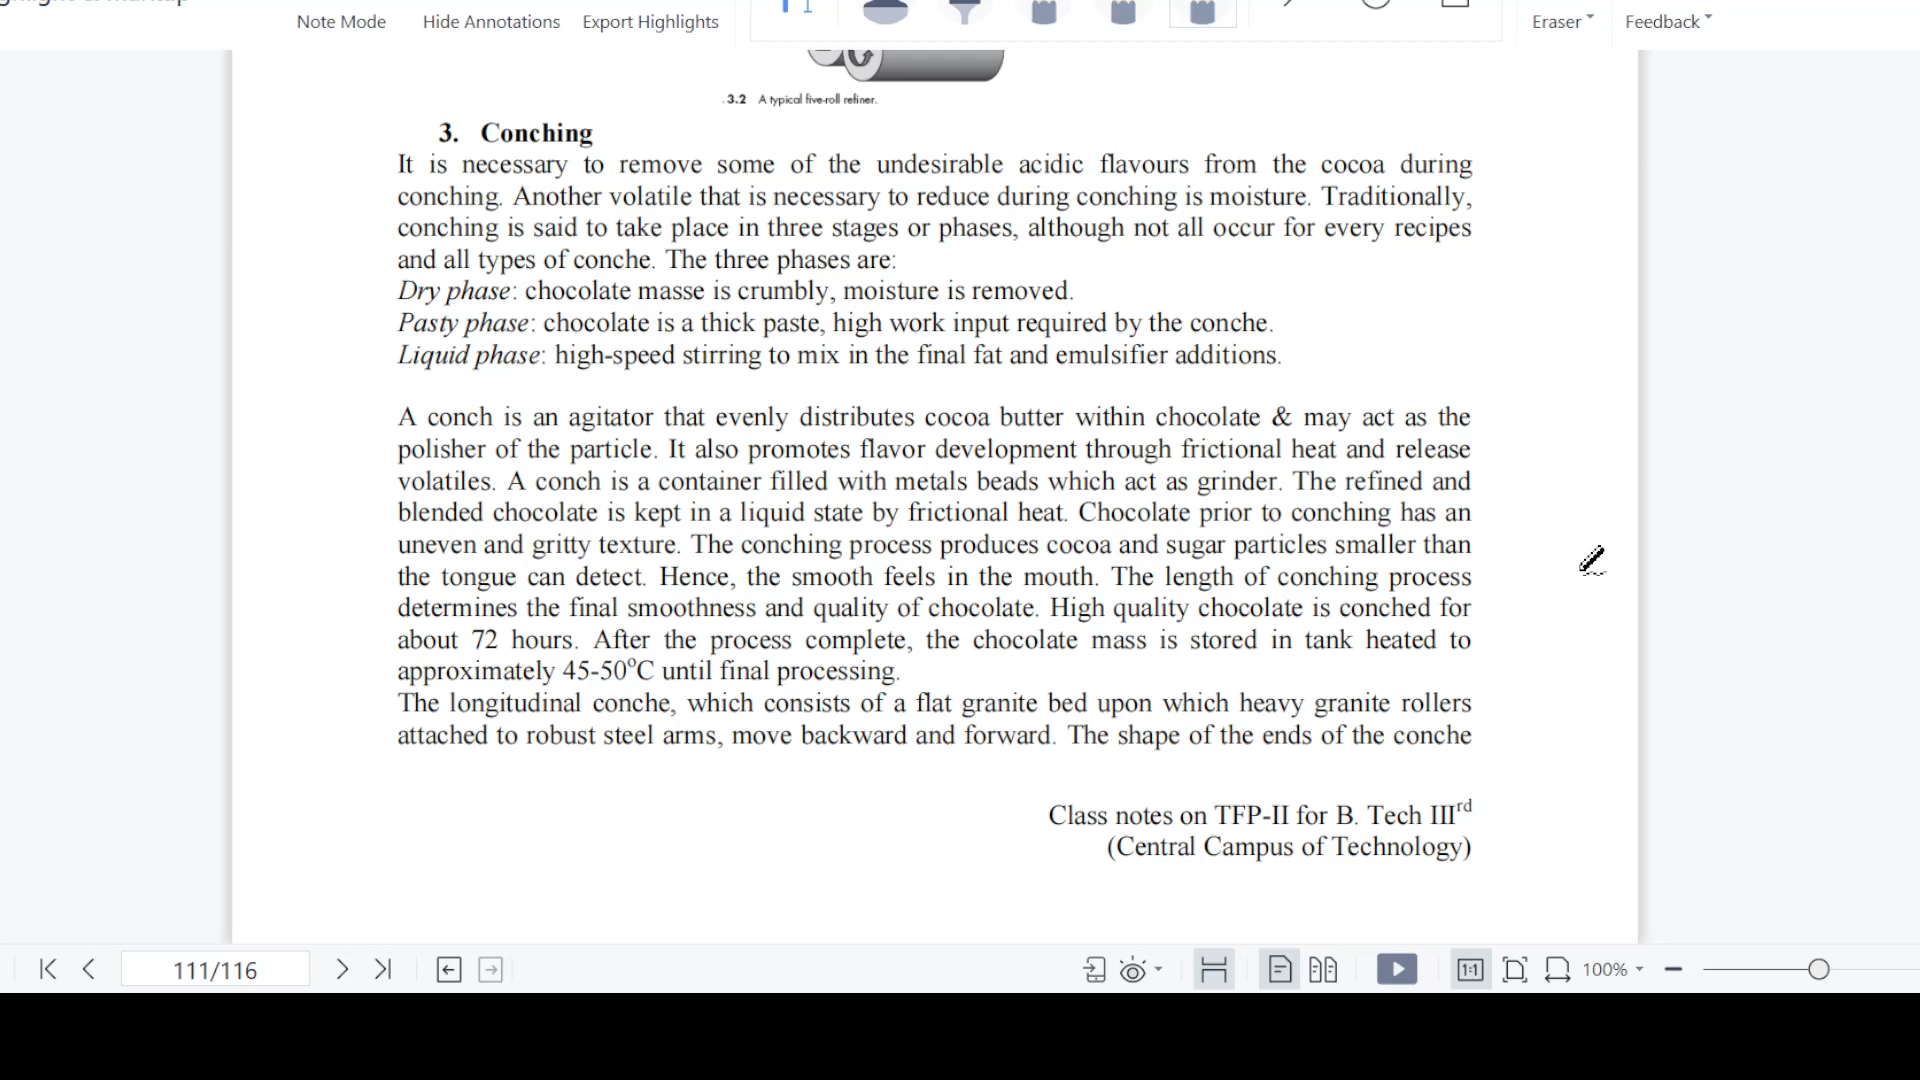 Note Mode
Hide Annotations
Export Highlights
Eraser
Feedback
3.2 A typical five-roll refiner.
3. Conching
It is necessary to remove some of the undesirable acidic flavours from the cocoa during
conching. Another volatile that is necessary to reduce during conching is moisture. Traditionally,
conching is said to take place in three stages or phases, although not all occur for every recipes
and all types of conche. The three phases are:
Dry phase: chocolate masse is crumbly, moisture is removed.
Pasty phase: chocolate is a thick paste, high work input required by the conche.
Liquid phase: high-speed stirring to mix in the final fat and emulsifier additions.
A conch is an agitator that evenly distributes cocoa butter within chocolate & may act as the
polisher of the particle. It also promotes flavor development through frictional heat and release
volatiles. A conch is a container filled with metals beads which act as grinder. The refined and
blended chocolate is kept in a liquid state by frictional heat. Chocolate prior to conching has an
uneven and gritty texture. The conching process produces cocoa and sugar particles smaller than
the tongue can detect. Hence, the smooth feels in the mouth. The length of conching process
determines the final smoothness and quality of chocolate. High quality chocolate is conched for
about 72 hours. After the process complete, the chocolate mass is stored in tank heated to
approximately 45-50°C until final processing.
The longitudinal conche, which consists of a flat granite bed upon which heavy granite rollers
attached to robust steel arms, move backward and forward. The shape of the ends of the conche
Class notes on TFP-II for B. Tech IIIrd
(Central Campus of Technology)
111/116
1:1
100%